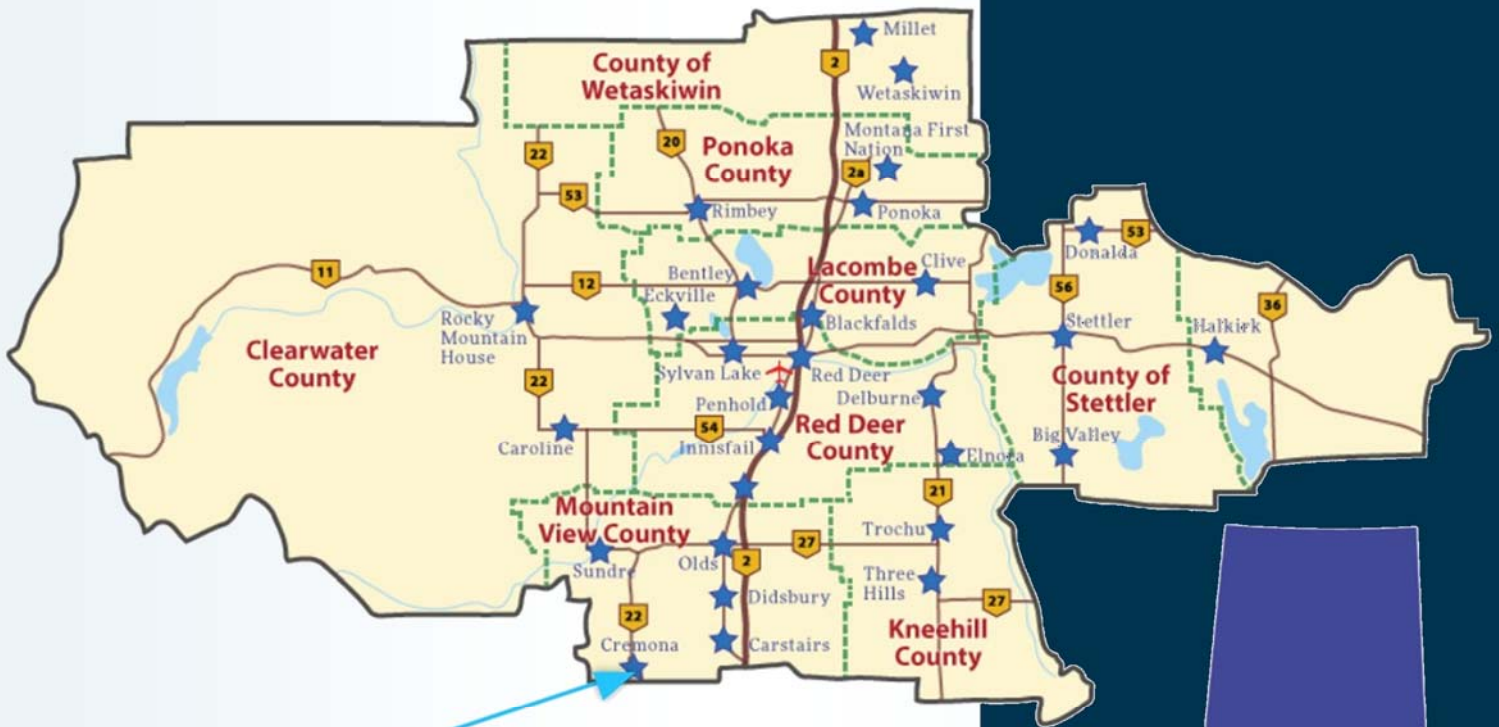 Millet
2
County of
Wetaskiwin
Wetaskiwin
Montana First
Nation
20
22
Ponoka
County
2a
53
Rimbey
Ponoka
Donalda
53
11
Bentley
Lacombe
County
Clive
12
Eckville
56
36
Rocky
Mountain
House
Blackfalds
Stettler
Halkirk
Clearwater
County
Sylvan Lake
Red Deer
22
Penhold
Delburne
County of
Stettler
54
Red Deer
County
Caroline
Innisfail
Big Valley
Elnora
21
Mountain
View County
Trochu
27
Sundre
Olds
2
Three
Hills
Didsbury
27
22
Kneehill
County
Cremona
Carstairs